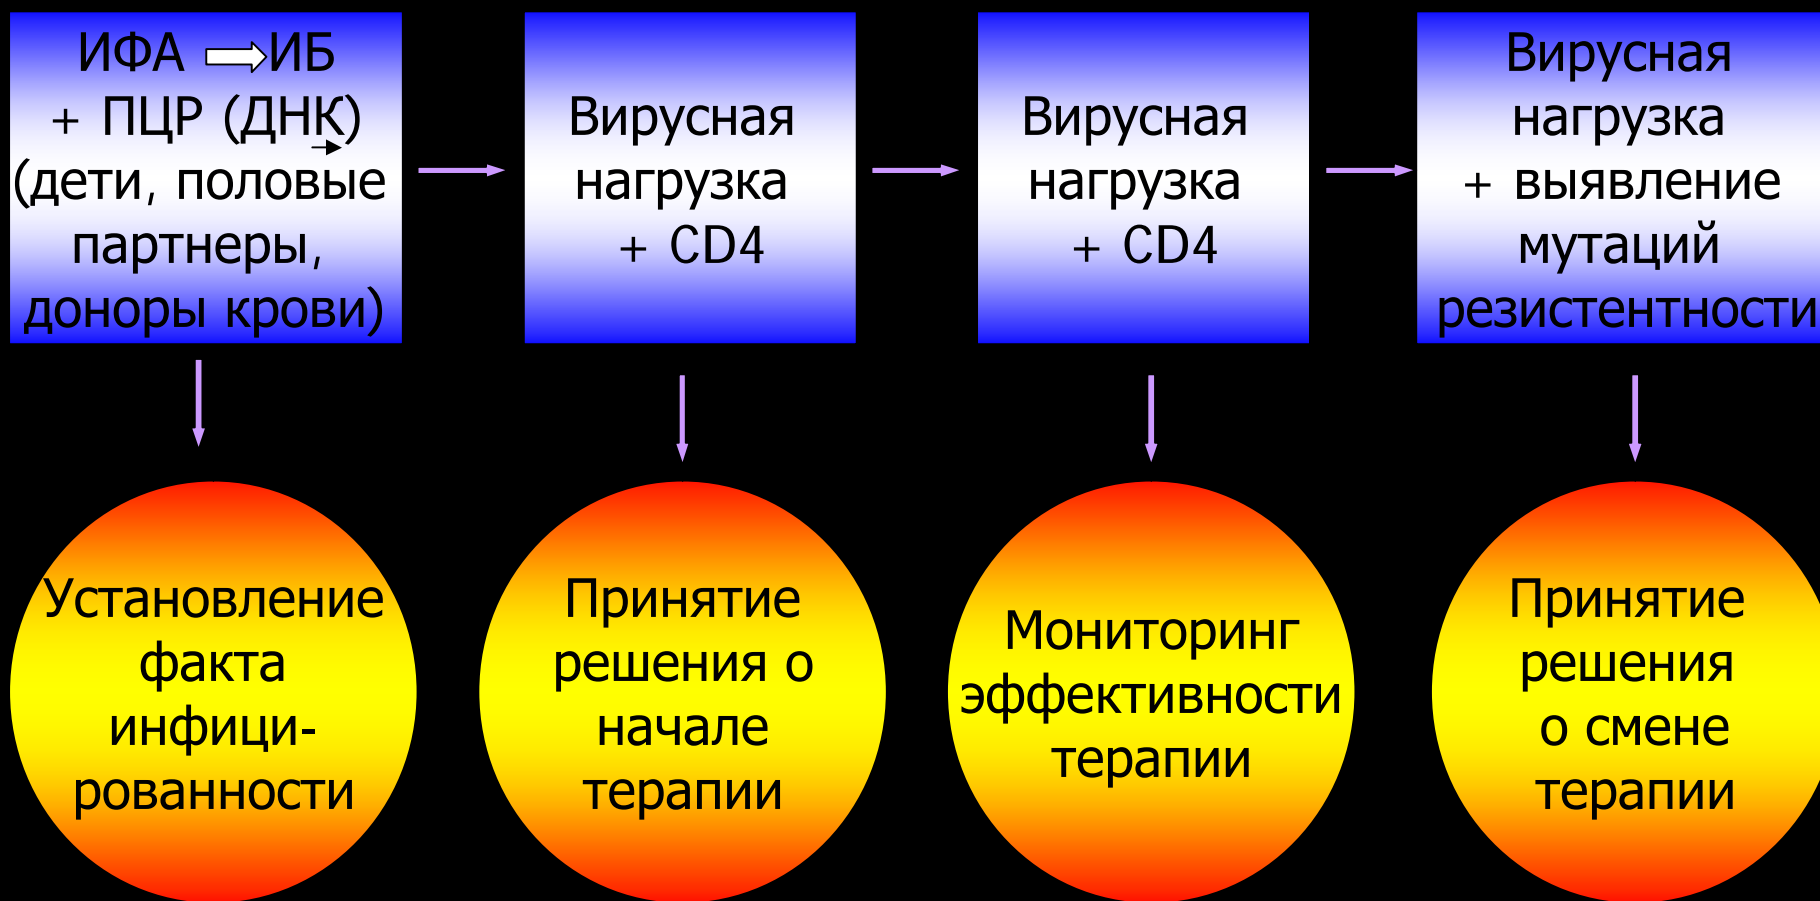 ИФА ИБ
+ ПЦР (ДНК)
(дети, половые
партнеры,
доноры крови)
Вирусная
нагрузка
+ CD4
Вирусная
нагрузка
+ CD4
Вирусная
нагрузка
+ выявление
мутаций
резистентности
Установление
факта
инфици-
рованности
Принятие
решения о
начале
терапии
Мониторинг
эффективности
терапии
Принятие
решения
о смене
терапии